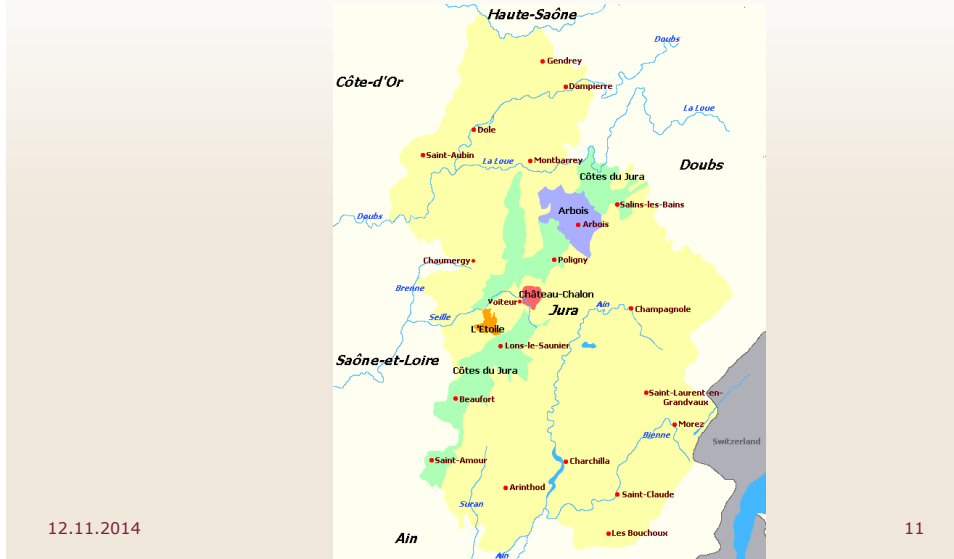 Haute-Saône
Doubs
Gendrey
Côte-d'Or
Dampierre
La Loue
Dole
Saint-Aubin
La Loue
Montbarrey
Doubs
Côtes du Jura
Salins-les-Bains
Arbois
Doubs
Arbois
Chaumergy
Poligny
Brenne
Château-Chalon
Voiteur
Ain
Jura
Champagnole
Seille
L'Etoile
Lons-le-Saunier
Saône-et-Loire
Côtes du Jura
Beaufort
Saint-Laurent-en-
Grandvaux
Morez
Bienne
Switzerland
Saint-Amour
Charchilla
Arinthod
Saint-Claude
Suran
12.11.2014
11
Les Bouchoux
Ain
Ain